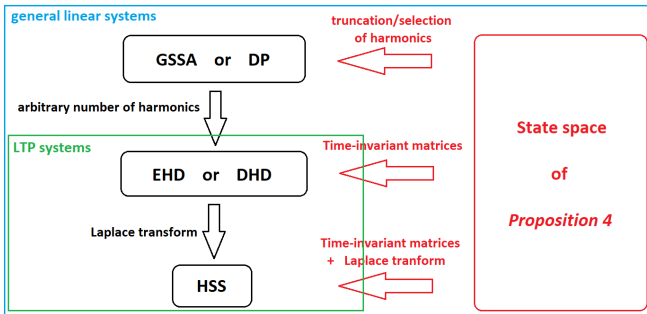 general linear systems
truncation/selection
of harmonics
GSSA or DP
arbitrary number of harmonics
LTP systems
Time-invariant matrices
EHD or DHD
Laplace transform
Time-invariant matrices
+ Laplace tranform
HSS
State space
of
Proposition 4